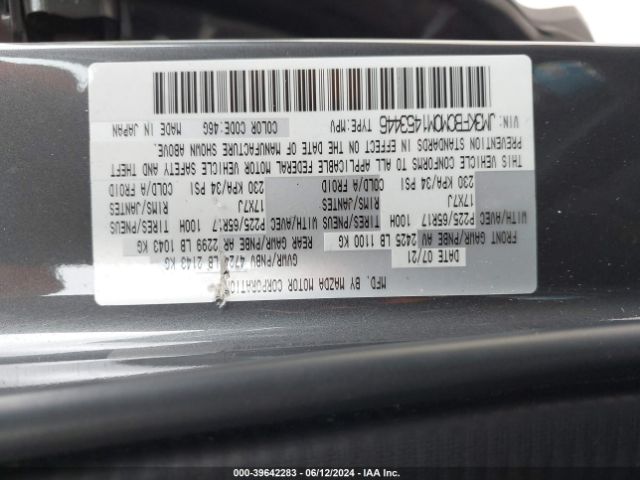 MFD. BY MAZDA MOTOR CORPORATION
DATE 07/21 GVWR/PNBV LB 2143 KG
FRONT GAWR/PNBE AV 2425 LB 1100 KG REAR GAWR/PNBE AR 2299 LB 1043 KG
P225/65R17 100H TIRES/PNEUS WITH/AVEC P225/65R17 100H TIRES/PNEUS WITH/AVEC
17X7J RIMS/JANTES 17X7J RIMS/JANTES
230 KPA/34 PSI COLD/A FROID 230 KPA/34 PSI COLD/A FROID
THIS VEHICLE CONFORMS TO ALL APPLICABLE FEDERAL MOTOR VEHICLE SAFETY AND THEFT
PREVENTION STANDARDS IN EFFECT ON THE DATE OF MANUFACTURE SHOWN ABOVE.
VIN: JM3KFBCM0M1453446 TYPE:MPV COLOR CODE:46G MADE IN JAPAN
000-39642283 - 06/12/2024 - IAA Inc.